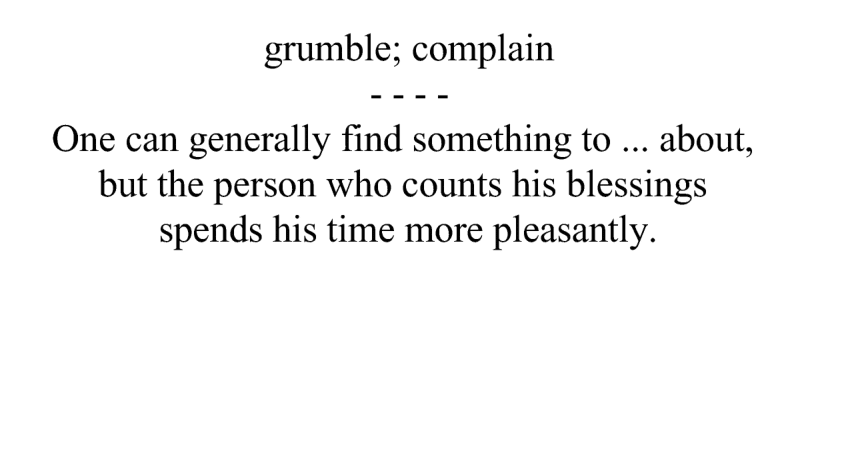 grumble; complain
- - - -
One can generally find something to ... about,
but the person who counts his blessings
spends his time more pleasantly.